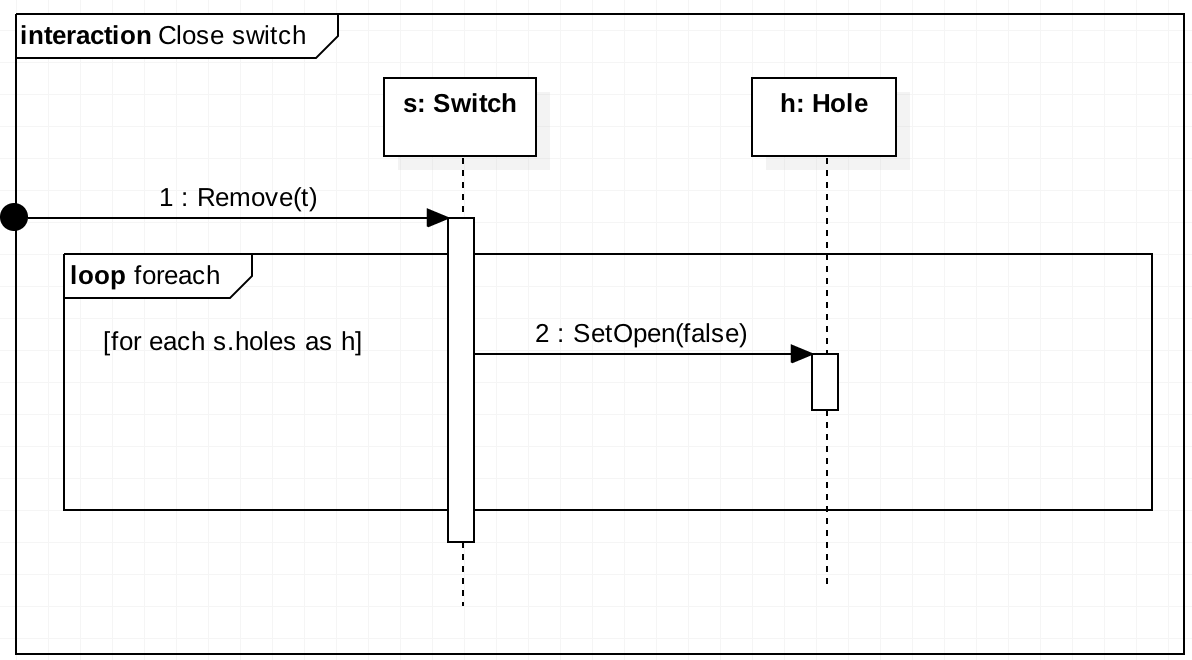 interaction Close switch
s: Switch
h: Hole
1 : Remove(t)
loop foreach
[for each s.holes as h]
2 : SetOpen(false)